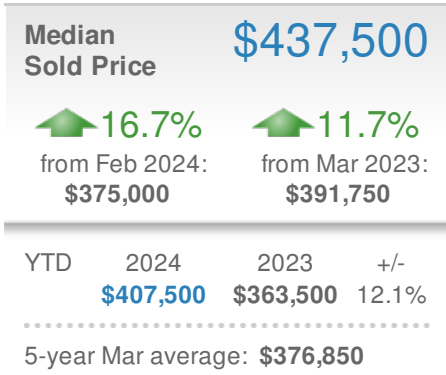 Median $437,500
Sold Price
16.7% 11.7%
from Feb 2024: from Mar 2023:
$375,000 $391,750
YTD 2024 2023 +/-
$407,500 $363,500 12.1%
5-year Mar average: $376,850